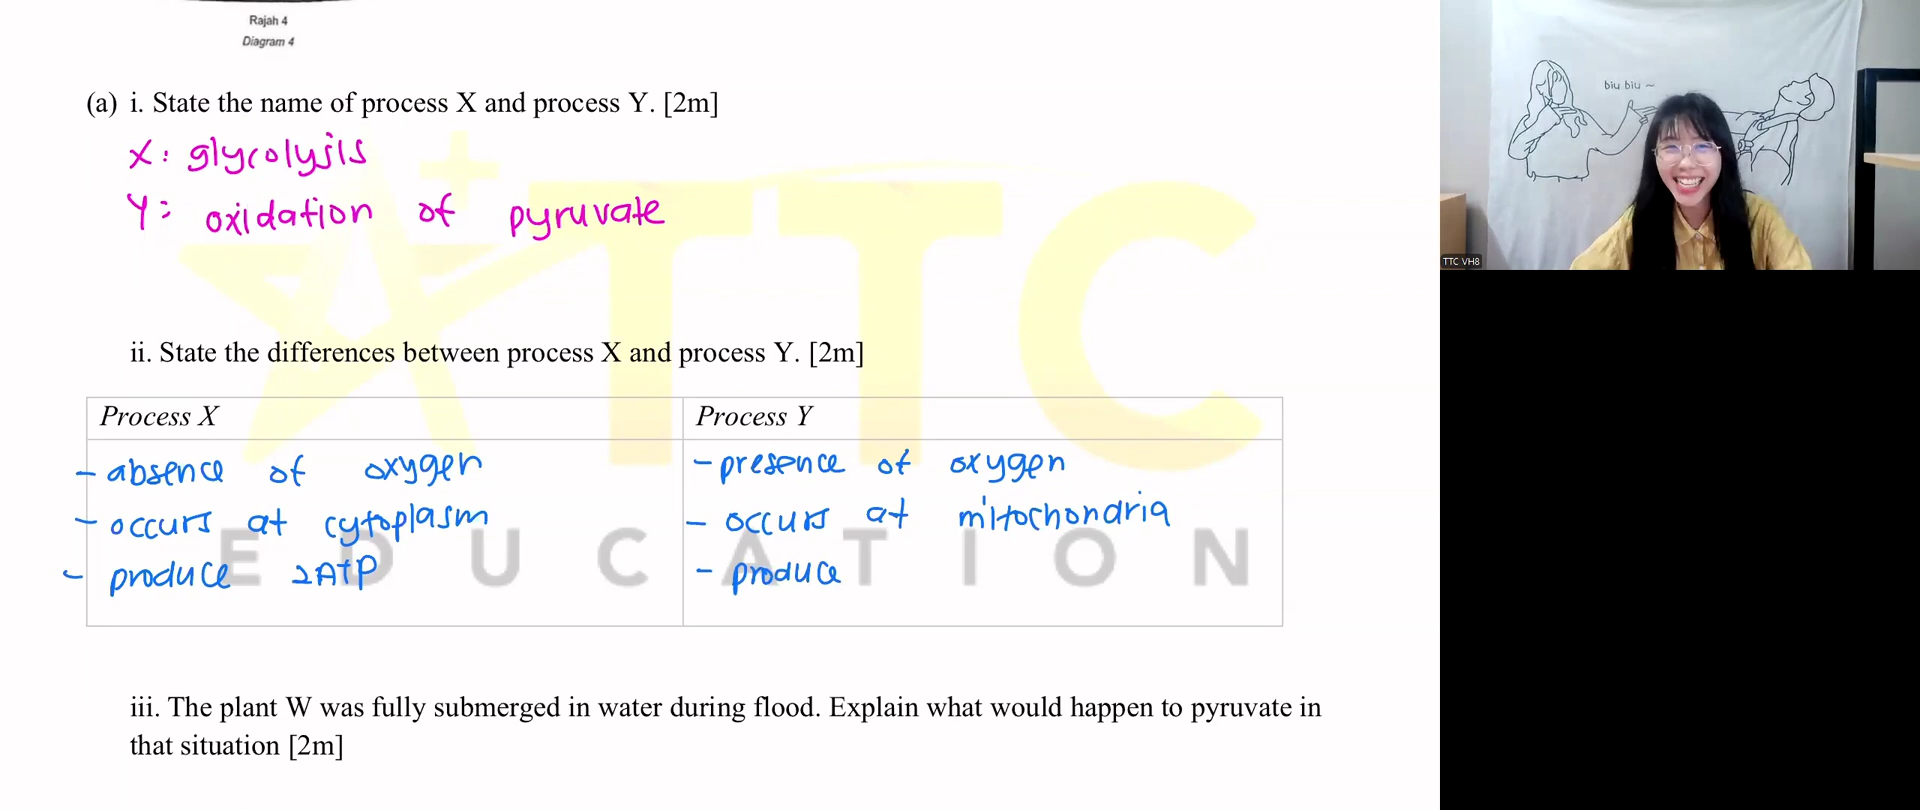 Rajah 4
Diagram 4
(a) i. State the name of process X and process Y. [2m]
X: glycolysis
Y: oxidation of pyruvate
ii. State the differences between process X and process Y. [2m]
Process X
- absence of oxygen
- occurs at cytoplasm
- produce 2ATP
Process Y
- presence of oxygen
- occurs at mitochondria
- produce
iii. The plant W was fully submerged in water during flood. Explain what would happen to pyruvate in
that situation [2m]
TTC
EDUCATION
biu biu ~
TTC VH8